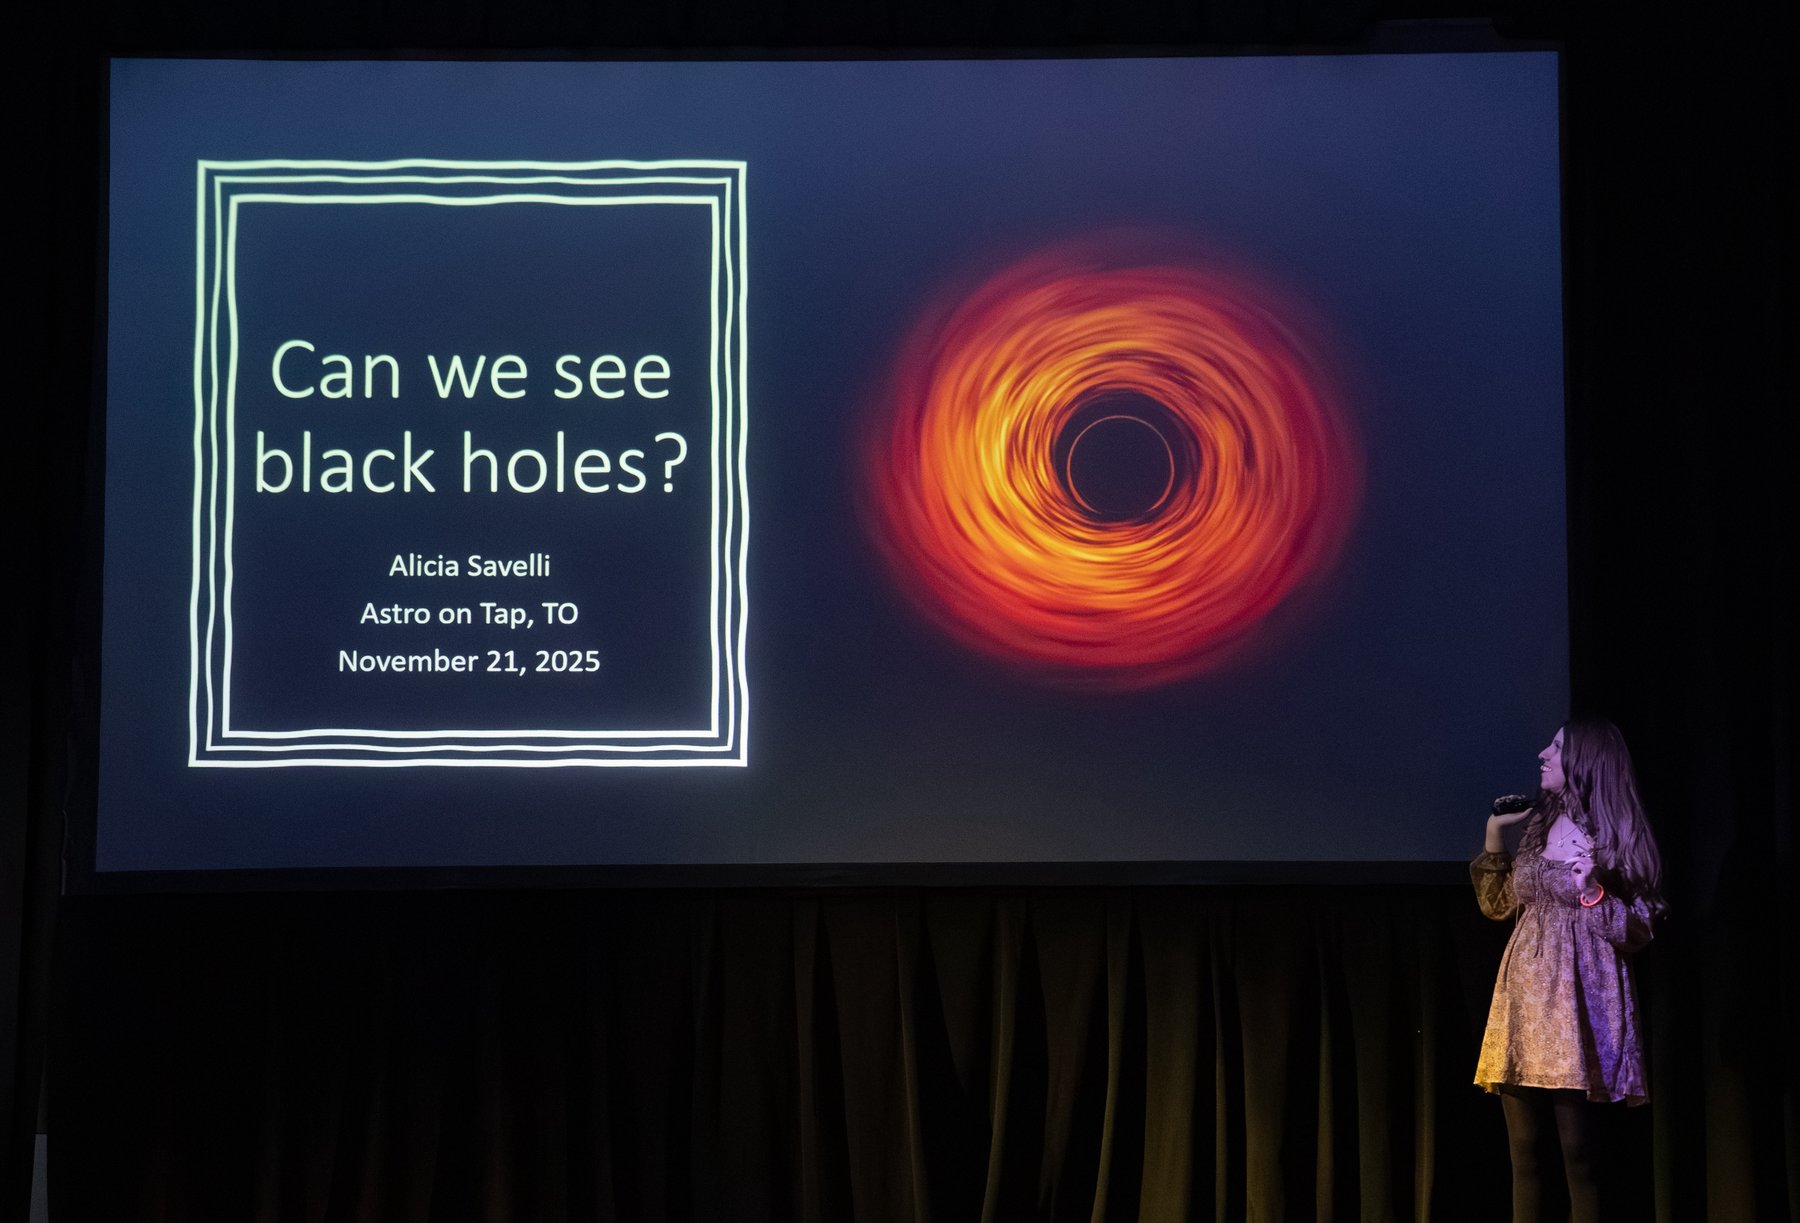 Can we see
black holes?
Alicia Savelli
Astro on Tap, TO
November 21, 2025